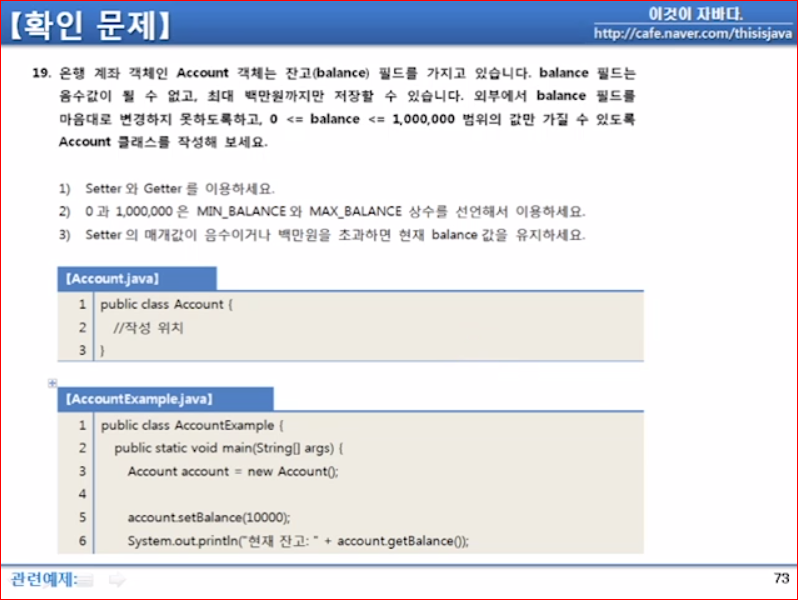 【확인 문제】
이것이 자바다.
http://cafe.naver.com/thisisjava
19. 은행 계좌 객체인 Account 객체는 잔고(balance) 필드를 가지고 있습니다. balance 필드는
음수값이 될 수 없고, 최대 백만원까지만 저장할 수 있습니다. 외부에서 balance 필드를
마음대로 변경하지 못하도록하고, 0 <= balance <= 1,000,000 범위의 값만 가질 수 있도록
Account 클래스를 작성해 보세요.
1) Setter 와 Getter 를 이용하세요.
2) 0 과 1,000,000 은 MIN_BALANCE 와 MAX_BALANCE 상수를 선언해서 이용하세요.
3) Setter 의 매개값이 음수이거나 백만원을 초과하면 현재 balance 값을 유지하세요.
【Account.java】
1 public class Account {
2 //작성 위치
3 }
【AccountExample.java】
1 public class AccountExample {
2 public static void main(String[] args) {
3 Account account = new Account();
4
5 account.setBalance(10000);
6 System.out.println("현재 잔고: " + account.getBalance());
관련예제:
73